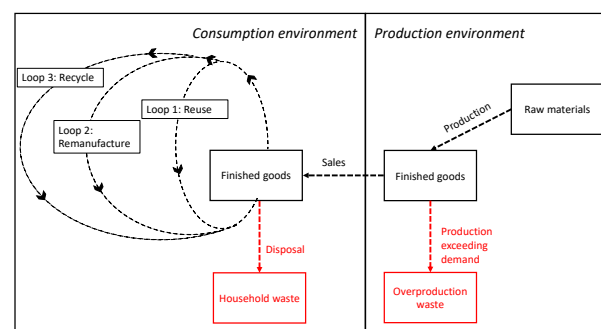 Consumption environment
Production environment
Loop 3: Recycle
Loop 1: Reuse
Loop 2:
Remanufacture
Raw materials
Production
Sales
Finished goods
Finished goods
Disposal
Production
exceeding
demand
Household waste
Overproduction
waste